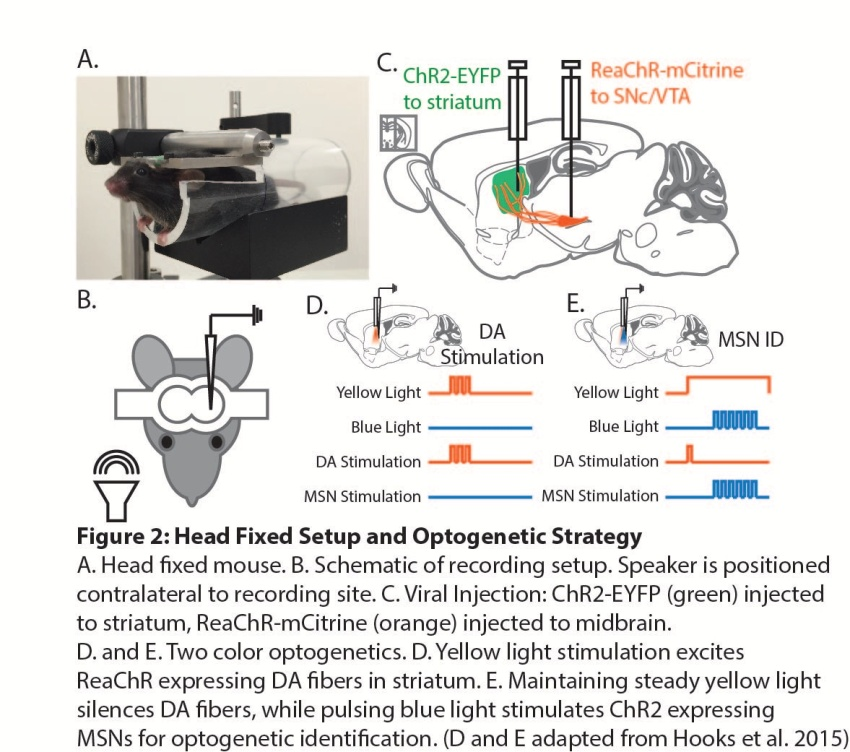 A.
C.
ChR2-EYFP
to striatum
ReaChR-mCitrine
to SNc/VTA
B.
D.
DA
Stimulation
Yellow Light
Blue Light
DA Stimulation
MSN Stimulation
E.
MSN ID
Yellow Light
Blue Light
DA Stimulation
MSN Stimulation
Figure 2: Head Fixed Setup and Optogenetic Strategy
A. Head fixed mouse. B. Schematic of recording setup. Speaker is positioned
contralateral to recording site. C. Viral Injection: ChR2-EYFP (green) injected
to striatum, ReaChR-mCitrine (orange) injected to midbrain.
D. and E. Two color optogenetics. D. Yellow light stimulation excites
ReaChR expressing DA fibers in striatum. E. Maintaining steady yellow light
silences DA fibers, while pulsing blue light stimulates ChR2 expressing
MSNs for optogenetic identification. (D and E adapted from Hooks et al. 2015)